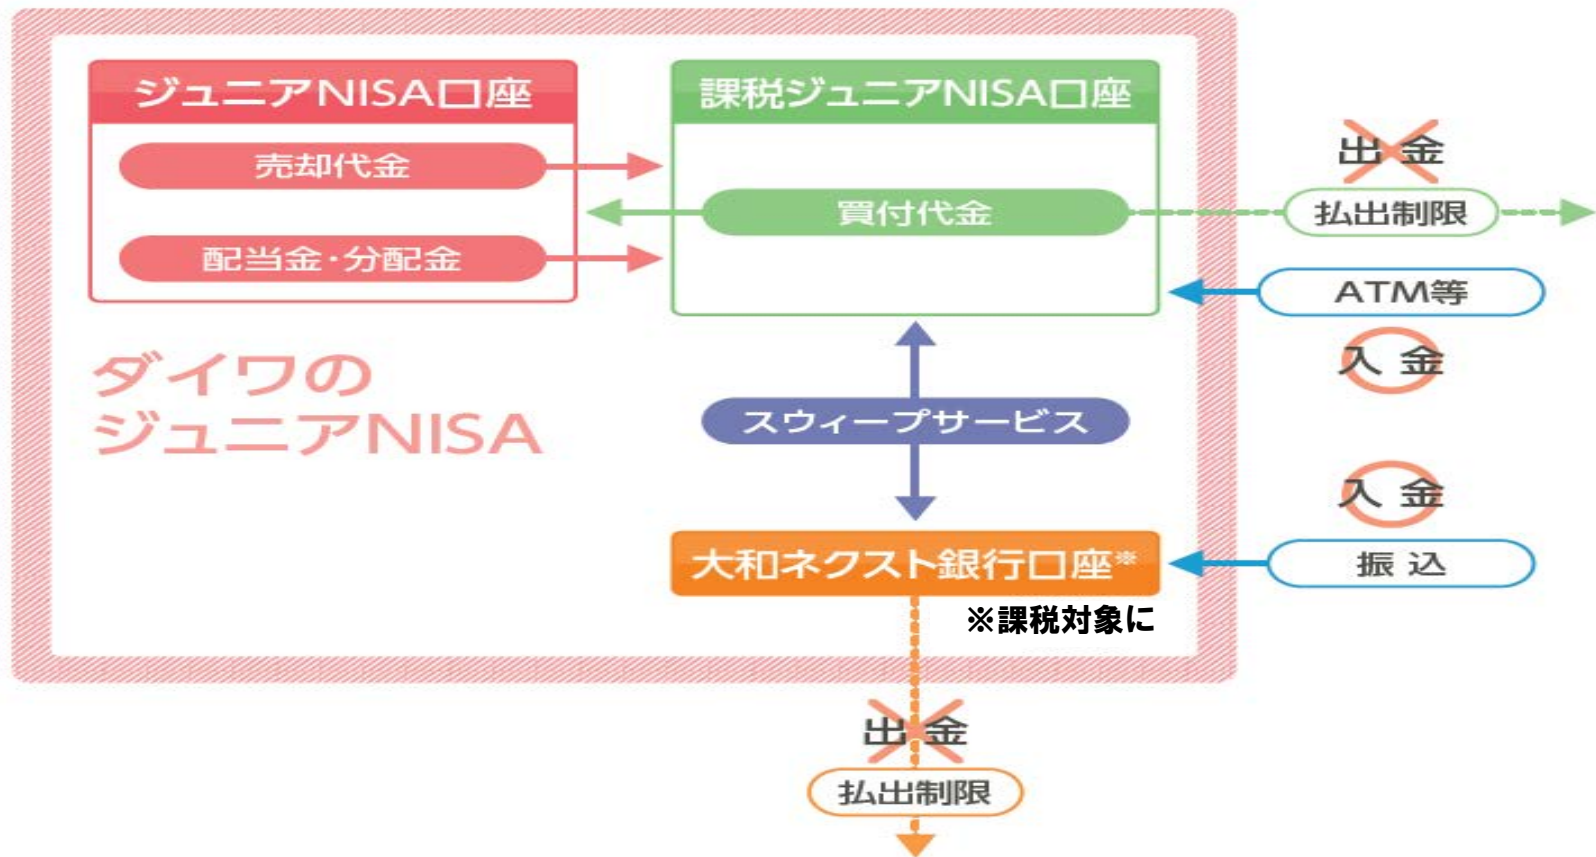 ジュニアNISA口座
売却代金
配当金・分配金
課税ジュニアNISA口座
買付代金
出金
払出制限
ATM等
入金
ダイワの
ジュニアNISA
スウィープサービス
入金
振込
大和ネクスト銀行口座※
※課税対象に
出金
払出制限